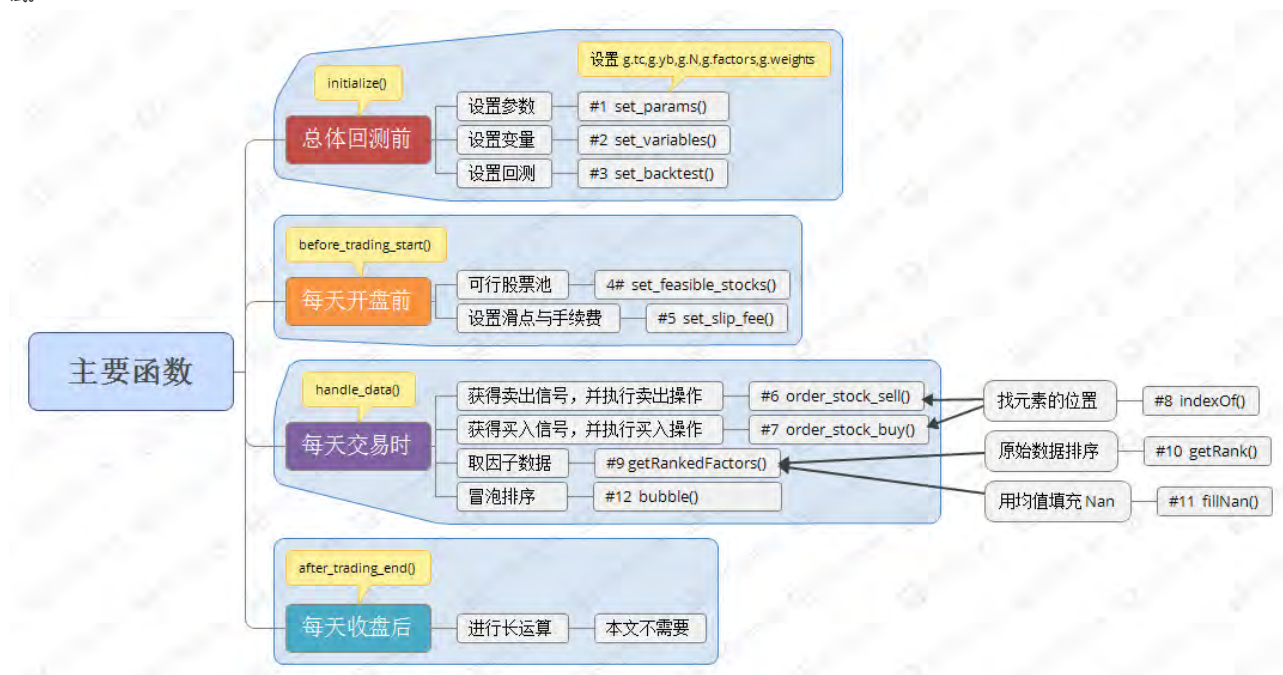 主要函数
initialize()
设置 g.tc,g.yb,g.N,g.factors,g.weights
总体回测前
设置参数 #1 set_params()
设置变量 #2 set_variables()
设置回测 #3 set_backtest()
before_trading_start()
每天开盘前
可行股票池 4# set_feasible_stocks()
设置滑点与手续费 #5 set_slip_fee()
handle_data()
每天交易时
获得卖出信号，并执行卖出操作 #6 order_stock_sell()
获得买入信号，并执行买入操作 #7 order_stock_buy()
取因子数据 #9 getRankedFactors()
冒泡排序 #12 bubble()
找元素的位置 #8 indexOf()
原始数据排序 #10 getRank()
用均值填充 Nan #11 fillNan()
after_trading_end()
每天收盘后
进行长运算 本文不需要